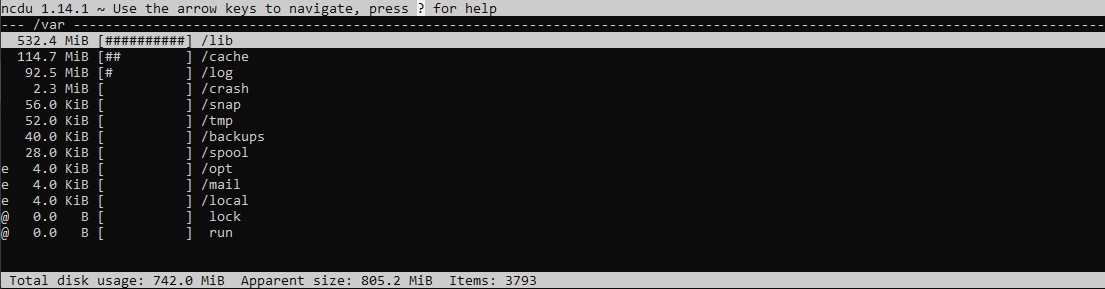 ncdu 1.14.1 ~ Use the arrow keys to navigate, press ? for help
--- /var -----------------------------------------------------------------------------------------------------------------------------
  532.4 MiB [##########] /lib
  114.7 MiB [##        ] /cache
   92.5 MiB [#         ] /log
    2.3 MiB [          ] /crash
   56.0 KiB [          ] /snap
   52.0 KiB [          ] /tmp
   40.0 KiB [          ] /backups
   28.0 KiB [          ] /spool
e   4.0 KiB [          ] /opt
e   4.0 KiB [          ] /mail
e   4.0 KiB [          ] /local
@   0.0   B [          ]  lock
@   0.0   B [          ]  run
 Total disk usage: 742.0 MiB  Apparent size: 805.2 MiB  Items: 3793